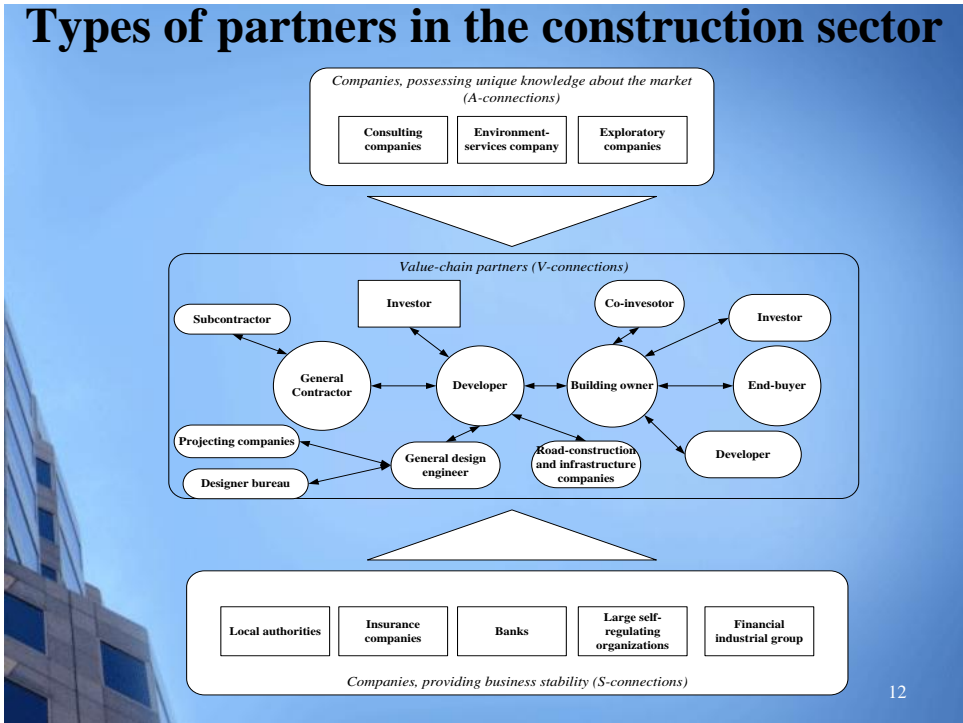 Types of partners in the construction sector
Companies, possessing unique knowledge about the market
(A-connections)
Consulting
companies
Environment-
services company
Exploratory
companies
Value-chain partners (V-connections)
Subcontractor
Investor
Co-invesotor
Investor
General
Contractor
Developer
Building owner
End-buyer
Projecting companies
Designer bureau
General design
engineer
Road-construction
and infrastructure
companies
Developer
Local authorities
Insurance
companies
Banks
Large self-
regulating
organizations
Financial
industrial group
Companies, providing business stability (S-connections)
12